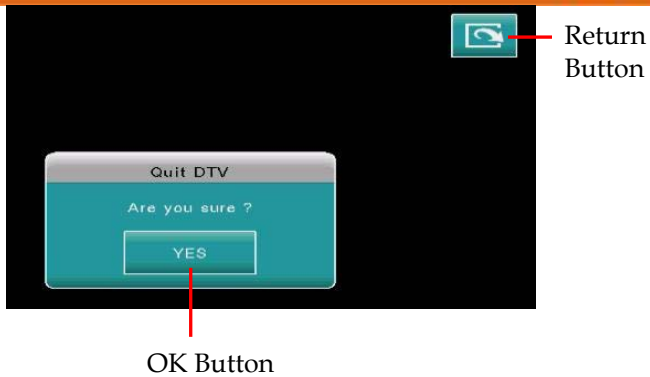 Return
Button
Quit DTV
Are you sure ?
YES
OK Button